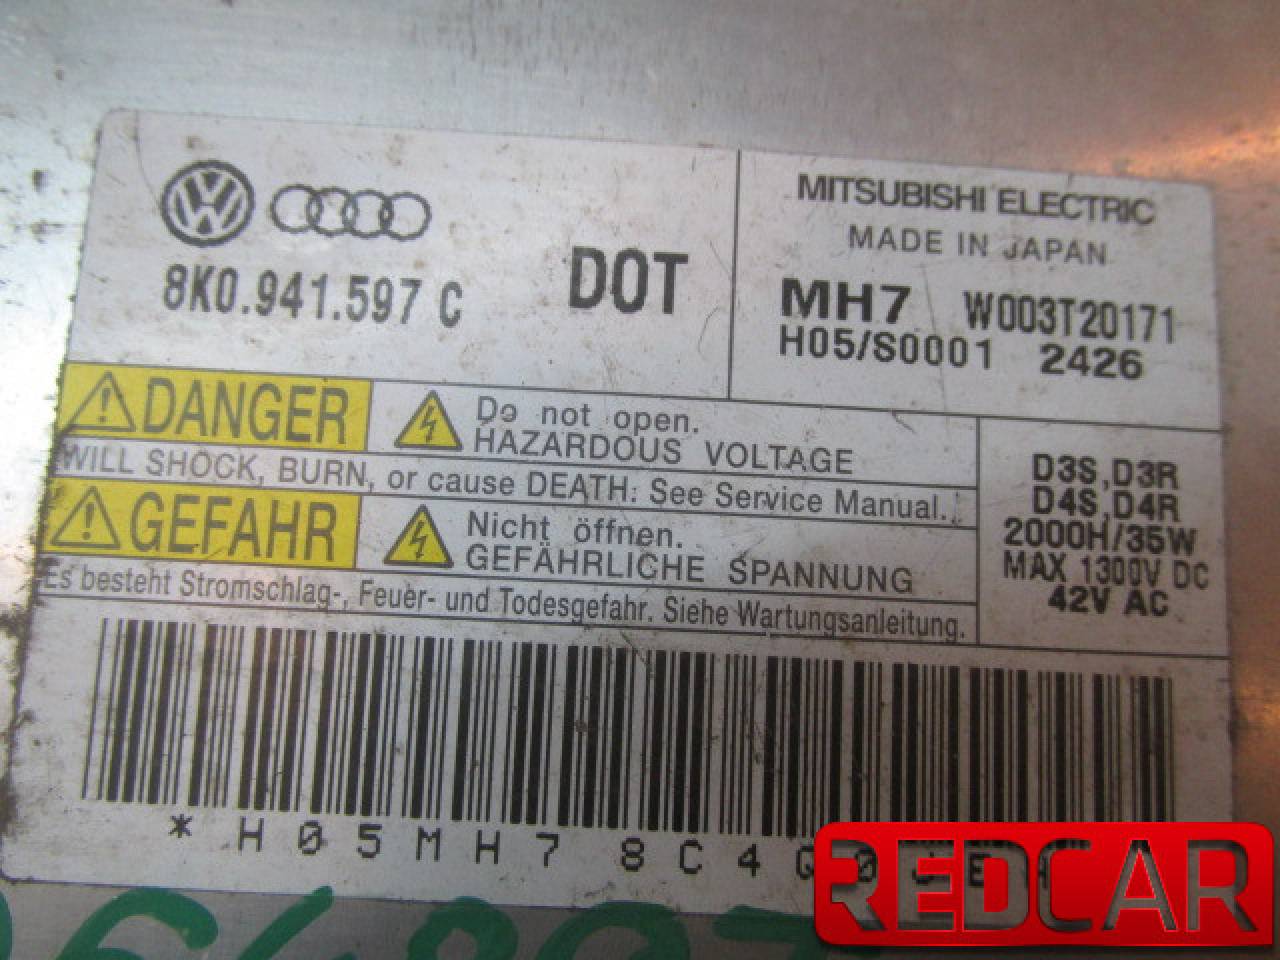 8K0.941.597 C
DOT
MITSUBISHI ELECTRIC
MADE IN JAPAN
MH7 W003T20171
H05/S0001 2426
DANGER
Do not open.
HAZARDOUS VOLTAGE
WILL SHOCK, BURN, or cause DEATH: See Service Manual.
GEFAHR
Nicht öffnen.
GEFÄHRLICHE SPANNUNG
Es besteht Stromschlag-, Feuer- und Todesgefahr. Siehe Wartungsanleitung.
D3S,D3R
D4S,D4R
2000H/35W
MAX 1300V DC
42V AC
*H05MH78C4
REDCAR